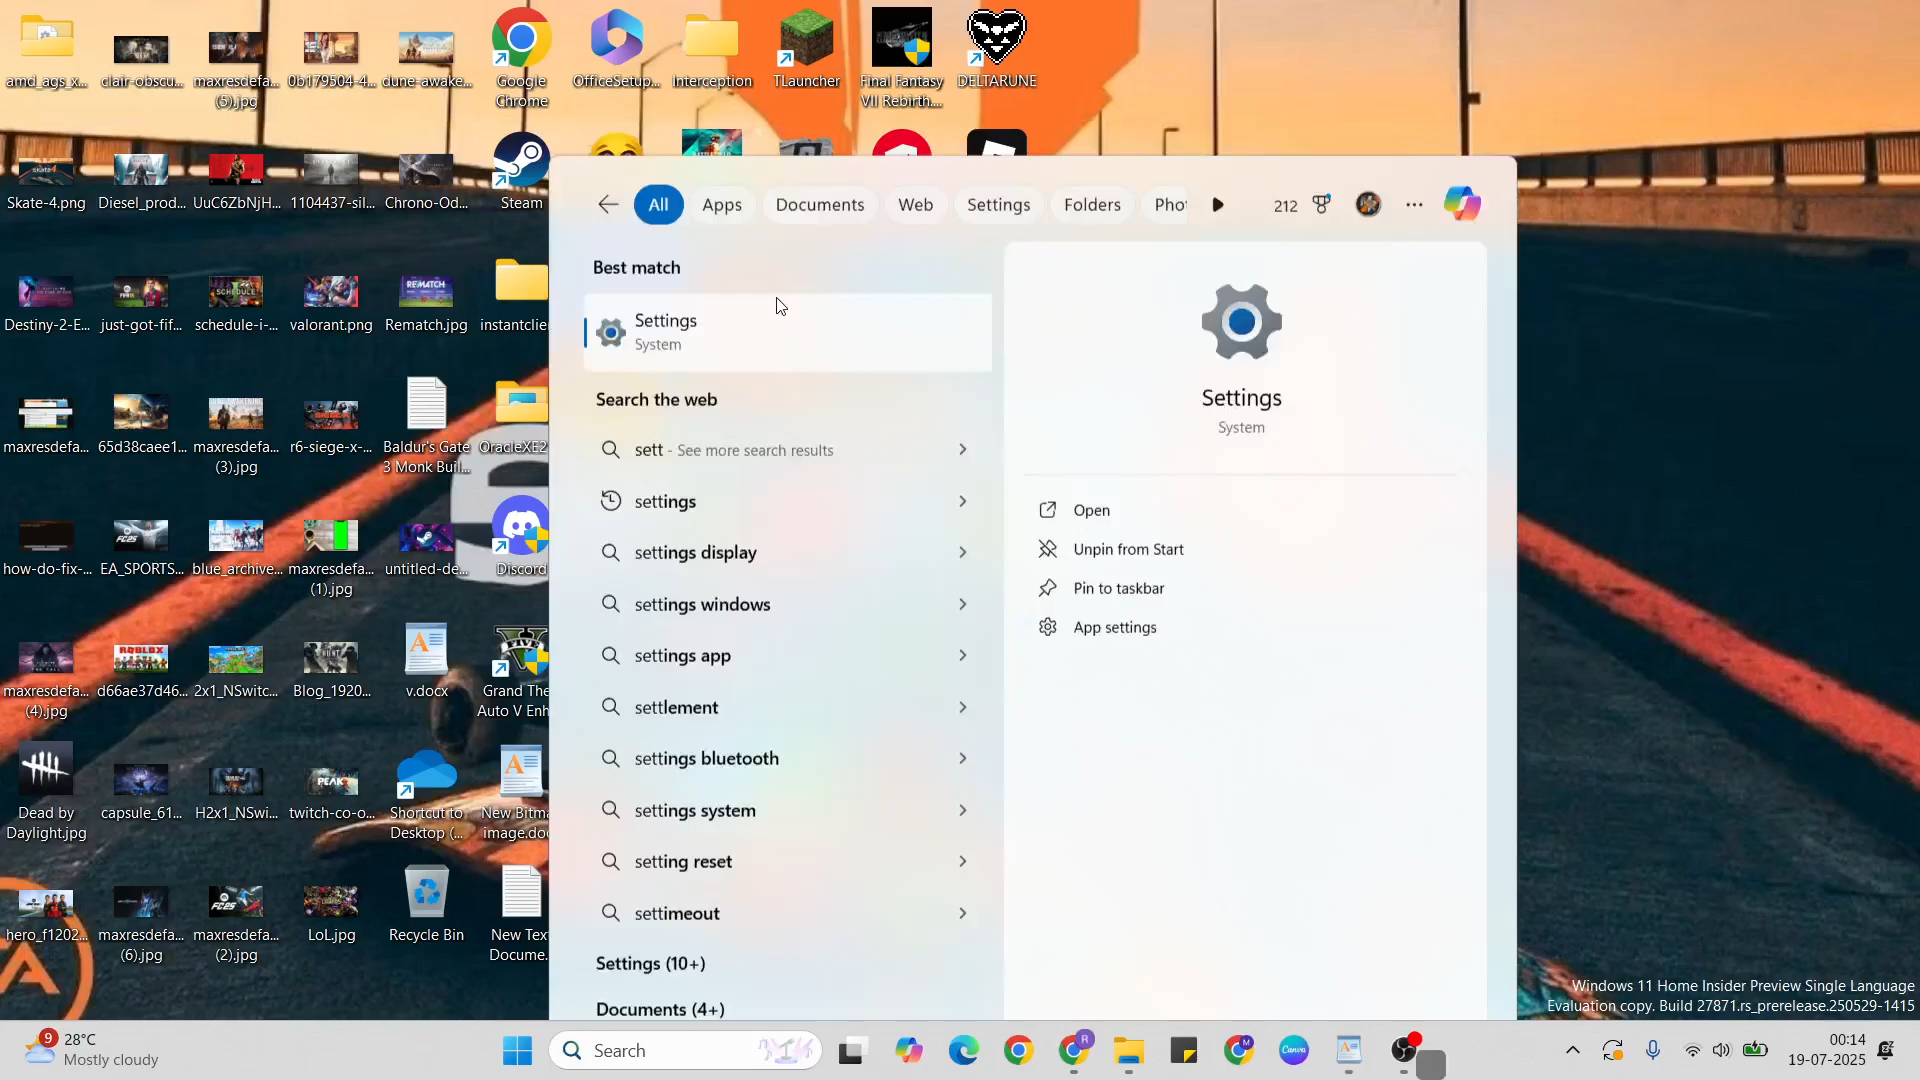 amd_ags_x...
clair-obscu...
maxresdefa...
(5).jpg
0b179504-4...
dune-awake...
Google
Chrome
OfficeSetup...
Interception
TLauncher
Final Fantasy
VII Rebirth....
DELTARUNE
Skate-4.png
Diesel_prod...
UuC6ZbNjH...
1104437-sil...
Chrono-Od...
Steam
Destiny-2-E...
just-got-fif...
schedule-i-...
valorant.png
Rematch.jpg
instantclie
maxresdefa...
65d38caee1...
maxresdefa...
(3).jpg
r6-siege-x-...
Baldur's Gate
3 Monk Buil...
OracleXE2
how-do-fix-...
EA_SPORTS...
blue_archive...
maxresdefa...
(1).jpg
untitled-de...
Discord
maxresdefa...
(4).jpg
d66ae37d46...
2x1_NSwitc...
Blog_1920...
v.docx
Grand The
Auto V Enh
Dead by
Daylight.jpg
capsule_61...
H2x1_NSwi...
twitch-co-o...
Shortcut to
Desktop (...
New Bitm
image.doc
hero_f1202...
maxresdefa...
(6).jpg
maxresdefa...
(2).jpg
LoL.jpg
Recycle Bin
New Tex
Docume..
All
Apps
Documents
Web
Settings
Folders
Pho
212
Best match
Settings
System
Search the web
sett - See more search results
settings
settings display
settings windows
settings app
settlement
settings bluetooth
settings system
setting reset
settimeout
Settings (10+)
Documents (4+)
Settings
System
Open
Unpin from Start
Pin to taskbar
App settings
Windows 11 Home Insider Preview Single Language
Evaluation copy. Build 27871.rs_prerelease.250529-1415
9
28°C
Mostly cloudy
Search
R
M
Canva
00:14
19-07-2025